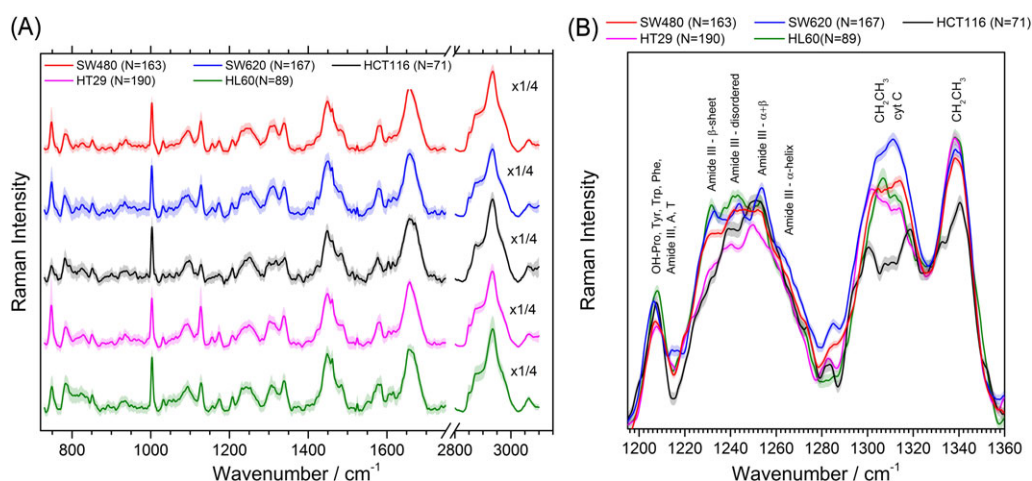 (A)
SW480 (N=163) SW620 (N=167) HCT116 (N=71)
HT29 (N=190) HL60(N=89)
x1/4
x1/4
x1/4
x1/4
x1/4
Raman Intensity
800 1000 1200 1400 1600 3000
Wavenumber / cm⁻¹
(B)
SW480 (N=163) SW620 (N=167) HCT116 (N=71)
HT29 (N=190) HL60(N=89)
OH-Pro, Tyr, Trp, Phe,
Amide III, A, T
Amide III - β-sheet
Amide III - disordered
Amide III - α+β
Amide III - α-helix
CH₂CH₃
cyt C
CH₂CH₃
Raman Intensity
1200 1220 1240 1260 1280 1300 1320 1340 1360
Wavenumber / cm⁻¹